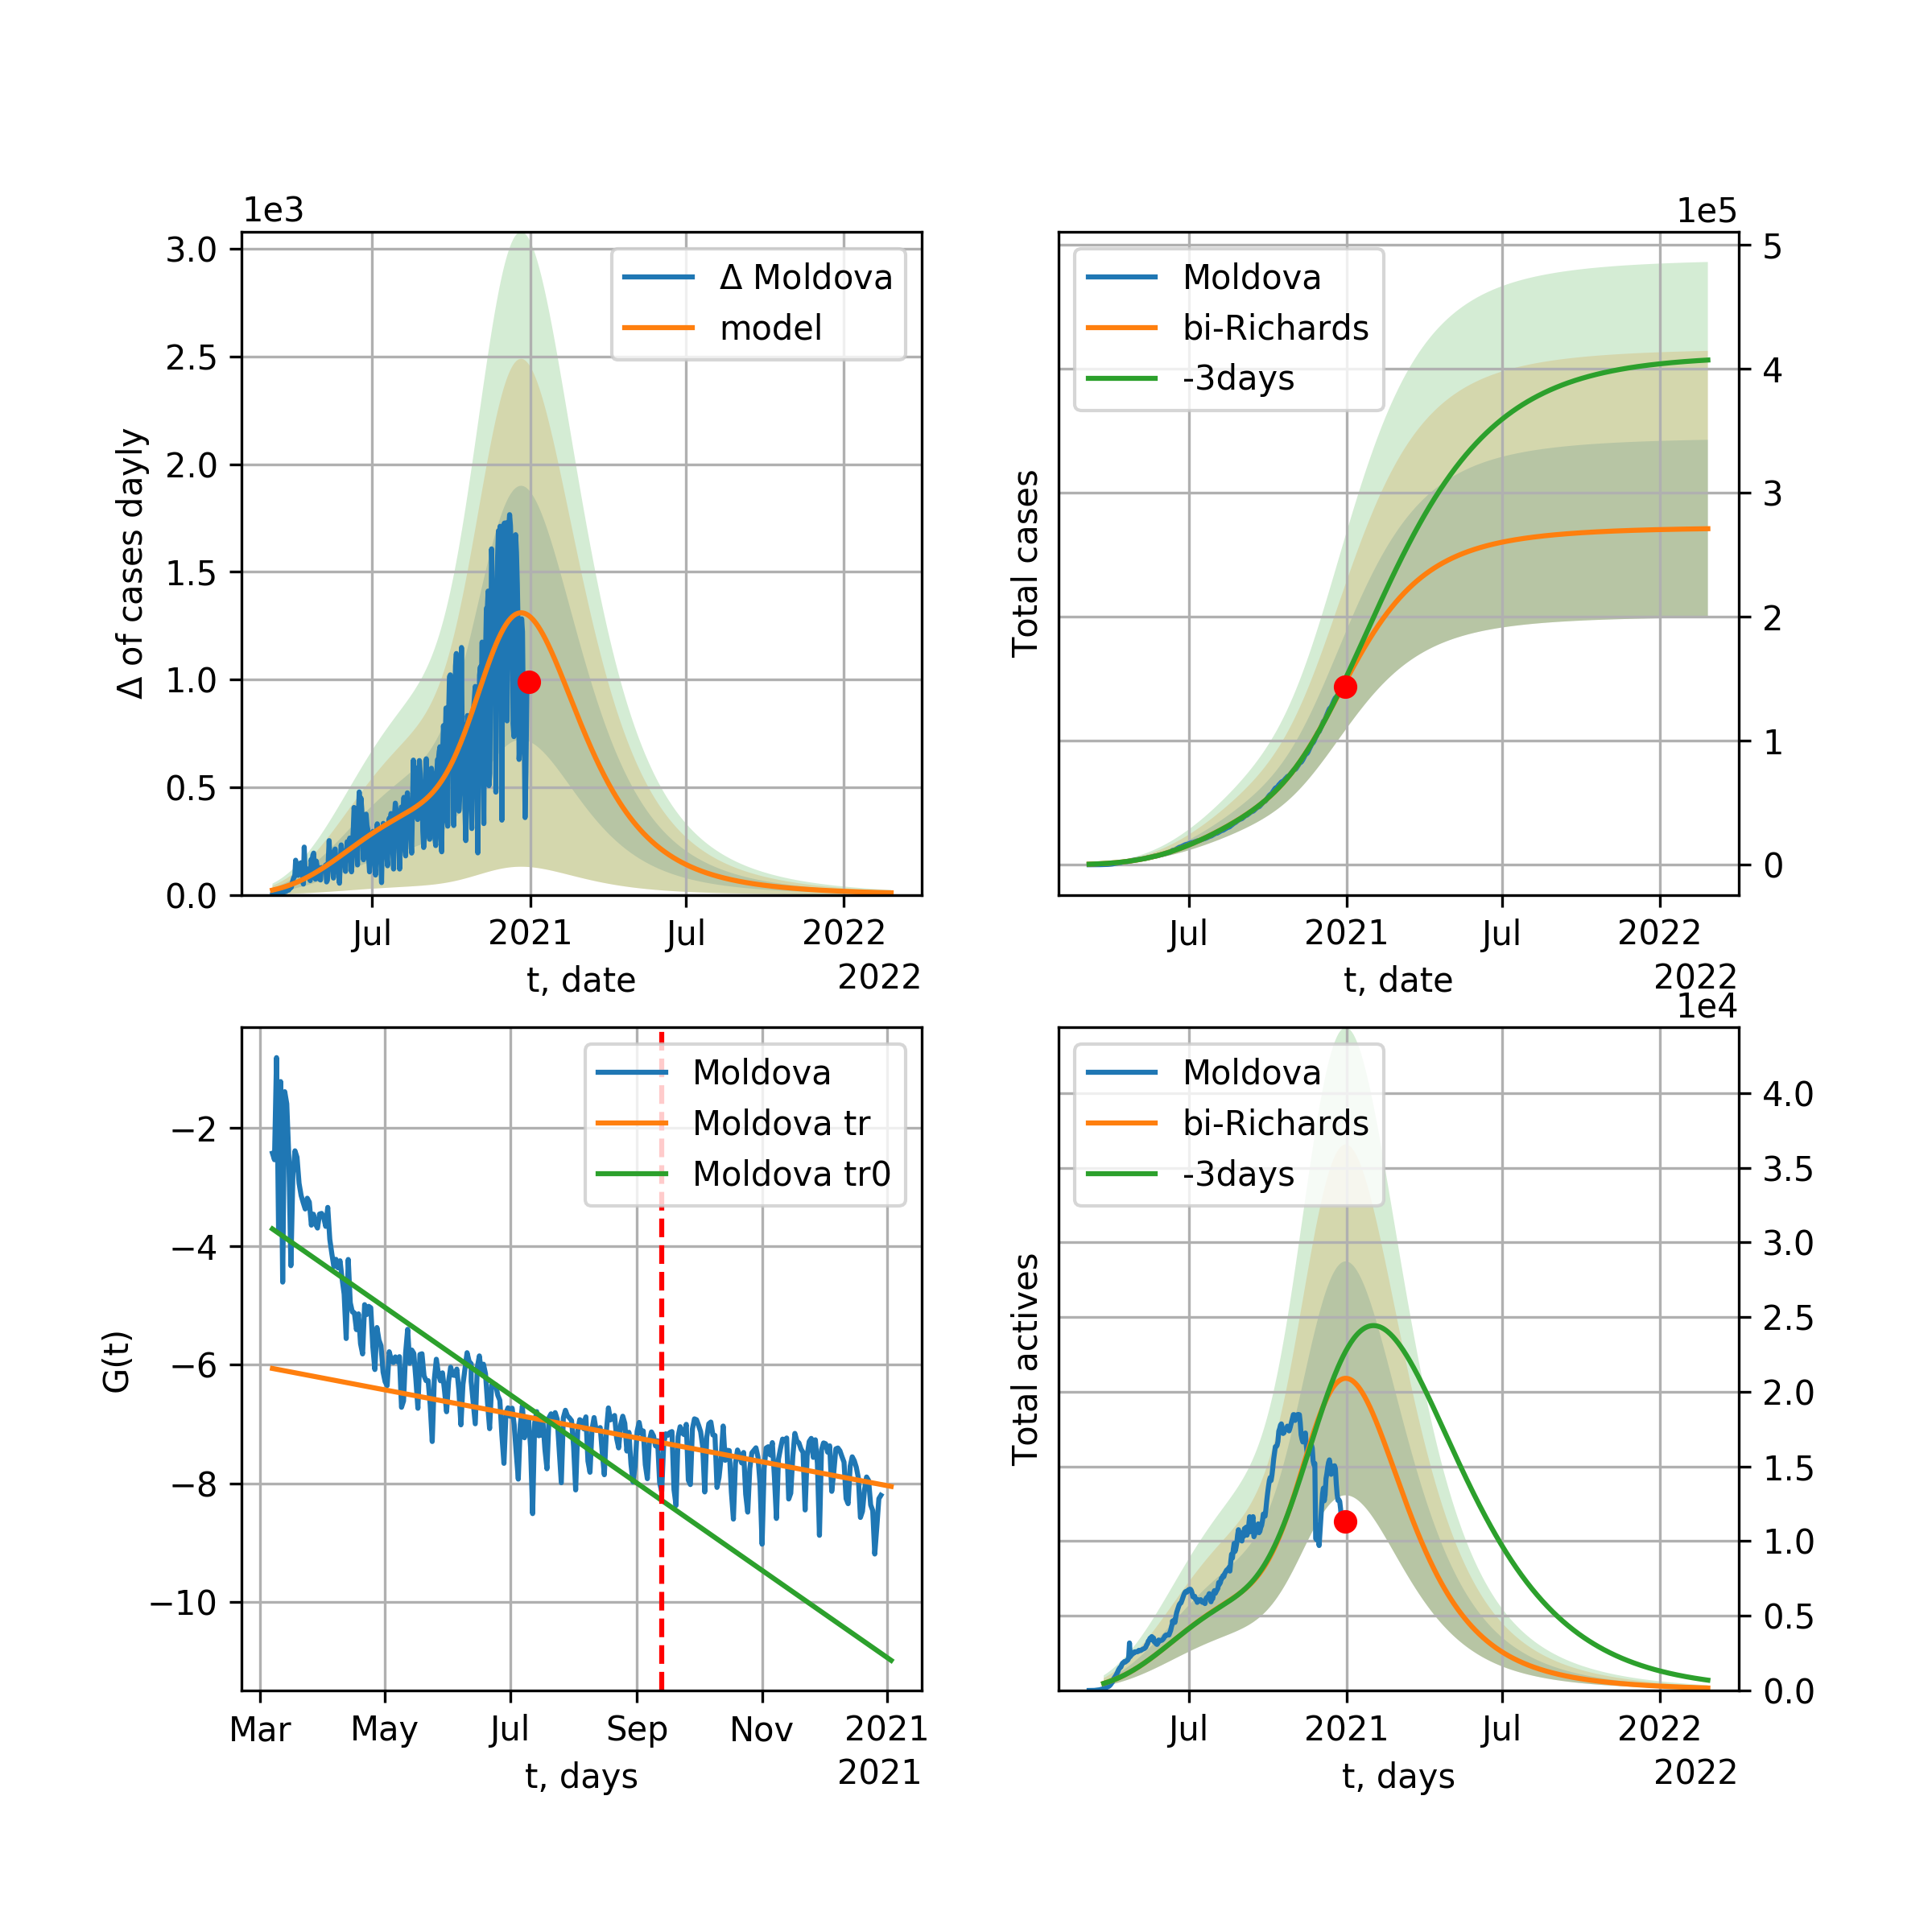 1e3
3.0
2.5
2.0
1.5
1.0
0.5
0.0
Δ of cases dayly
Δ Moldova
model
Jul
2021
Jul
2022
2022
t, date
1e5
5
4
3
2
1
0
Total cases
Moldova
bi-Richards
-3days
Jul
2021
Jul
2022
2022
t, date
−2
−4
−6
−8
−10
G(t)
Moldova
Moldova tr
Moldova tr0
Mar
May
Jul
Sep
Nov
2021
2021
t, days
1e4
4.0
3.5
3.0
2.5
2.0
1.5
1.0
0.5
0.0
Total actives
Moldova
bi-Richards
-3days
Jul
2021
Jul
2022
2022
t, days